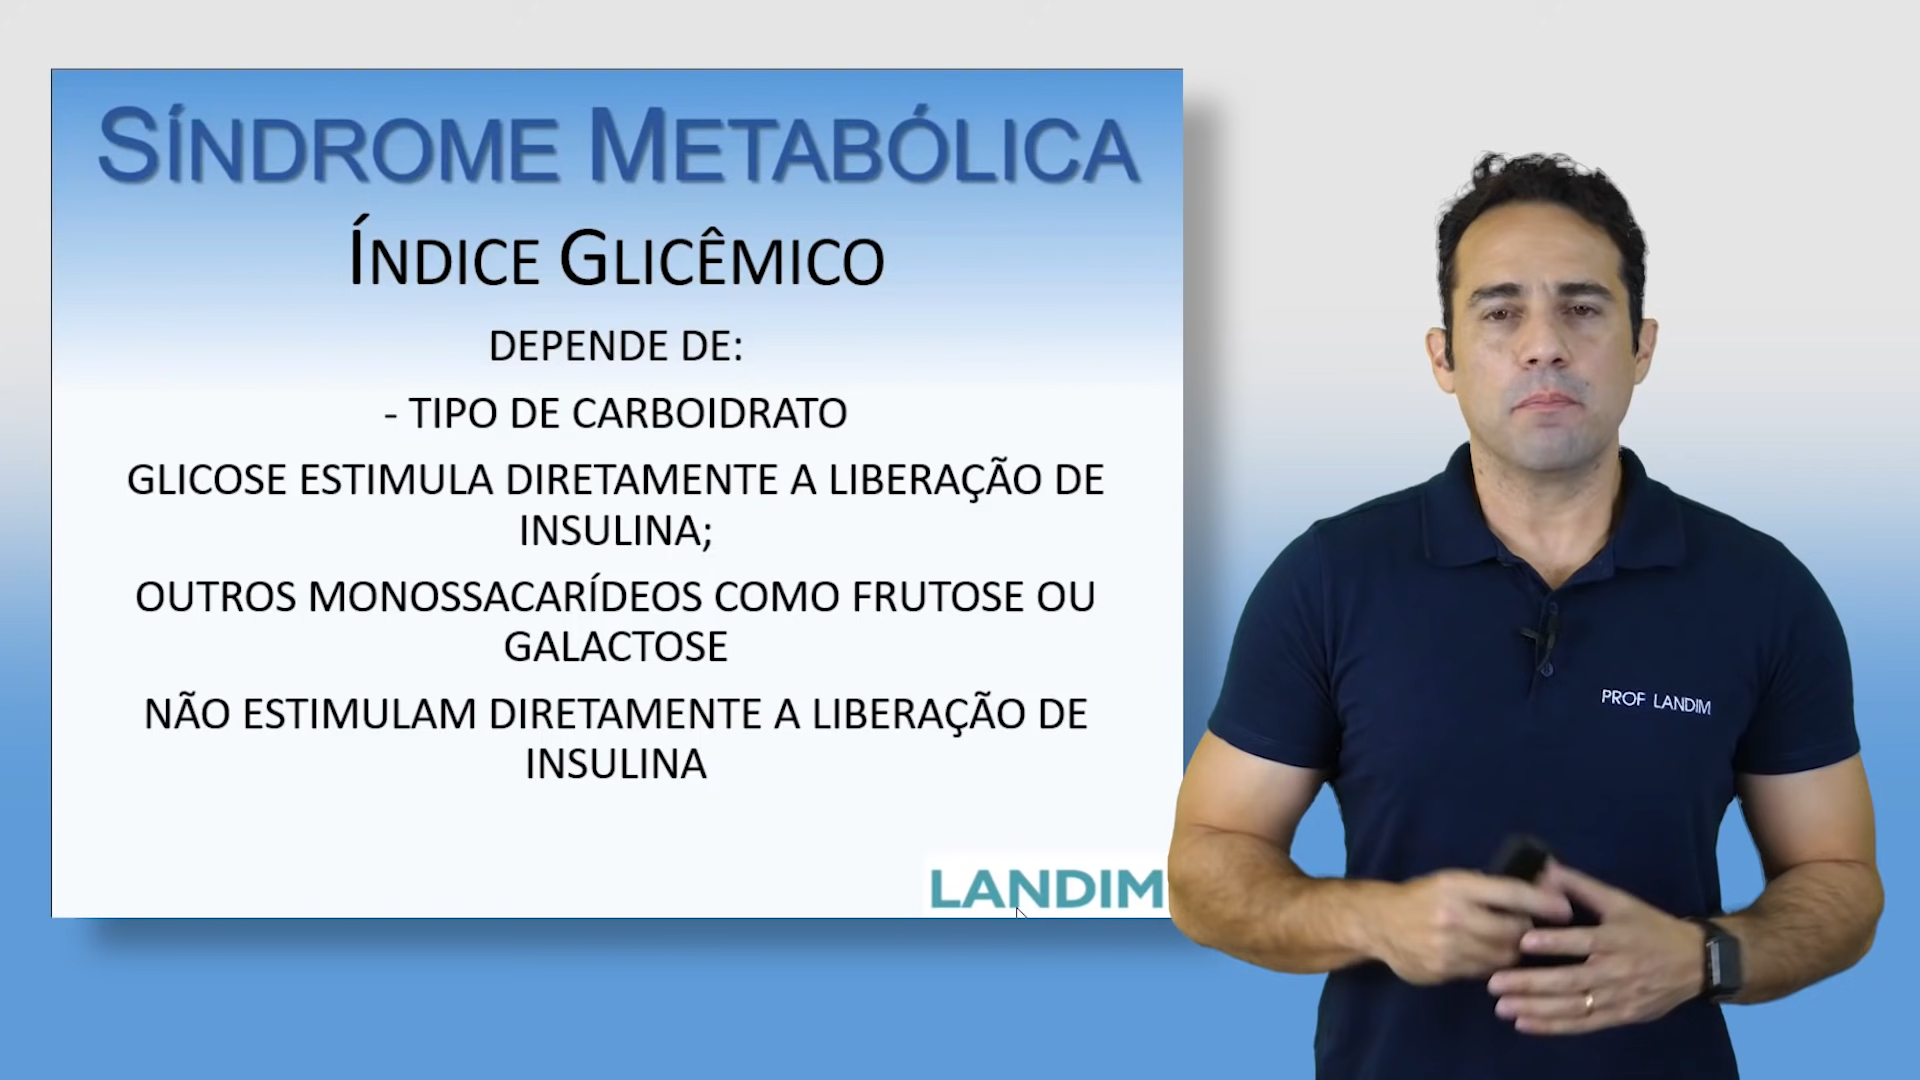 SÍNDROME METABÓLICA
ÍNDICE GLICÊMICO
DEPENDE DE:
- TIPO DE CARBOIDRATO
GLICOSE ESTIMULA DIRETAMENTE A LIBERAÇÃO DE
INSULINA;
OUTROS MONOSSACARÍDEOS COMO FRUTOSE OU
GALACTOSE
NÃO ESTIMULAM DIRETAMENTE A LIBERAÇÃO DE
INSULINA
LANDIM
PROF LANDIM